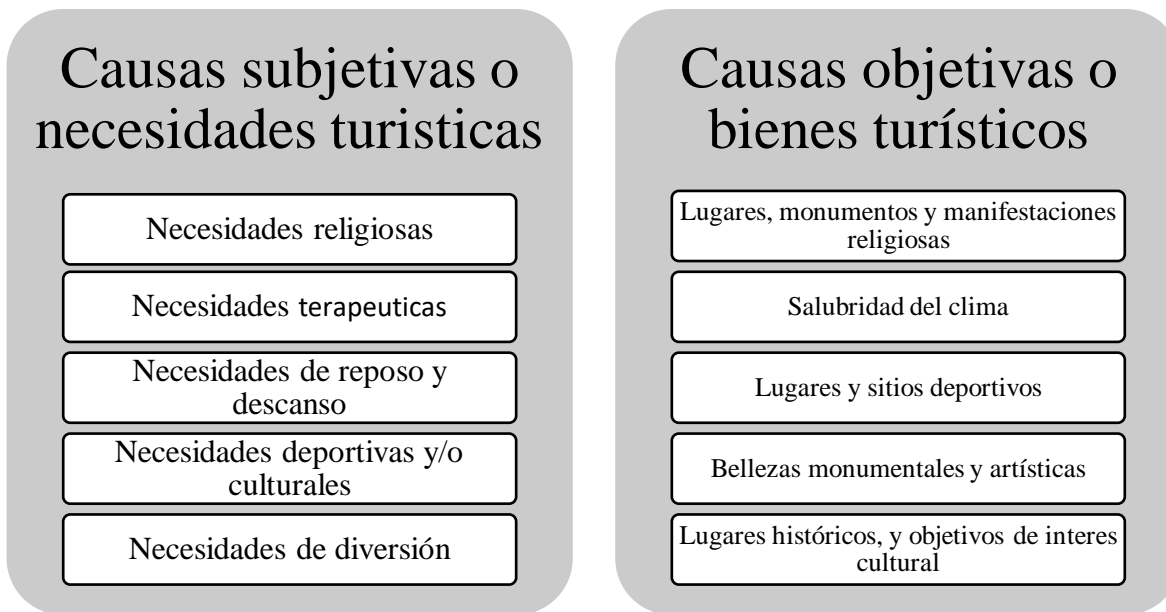 Causas subjetivas o
necesidades turisticas
Necesidades religiosas
Necesidades terapeuticas
Necesidades de reposo y
descanso
Necesidades deportivas y/o
culturales
Necesidades de diversión
Causas objetivas o
bienes turísticos
Lugares, monumentos y manifestaciones
religiosas
Salubridad del clima
Lugares y sitios deportivos
Bellezas monumentales y artísticas
Lugares históricos, y objetivos de interes
cultural